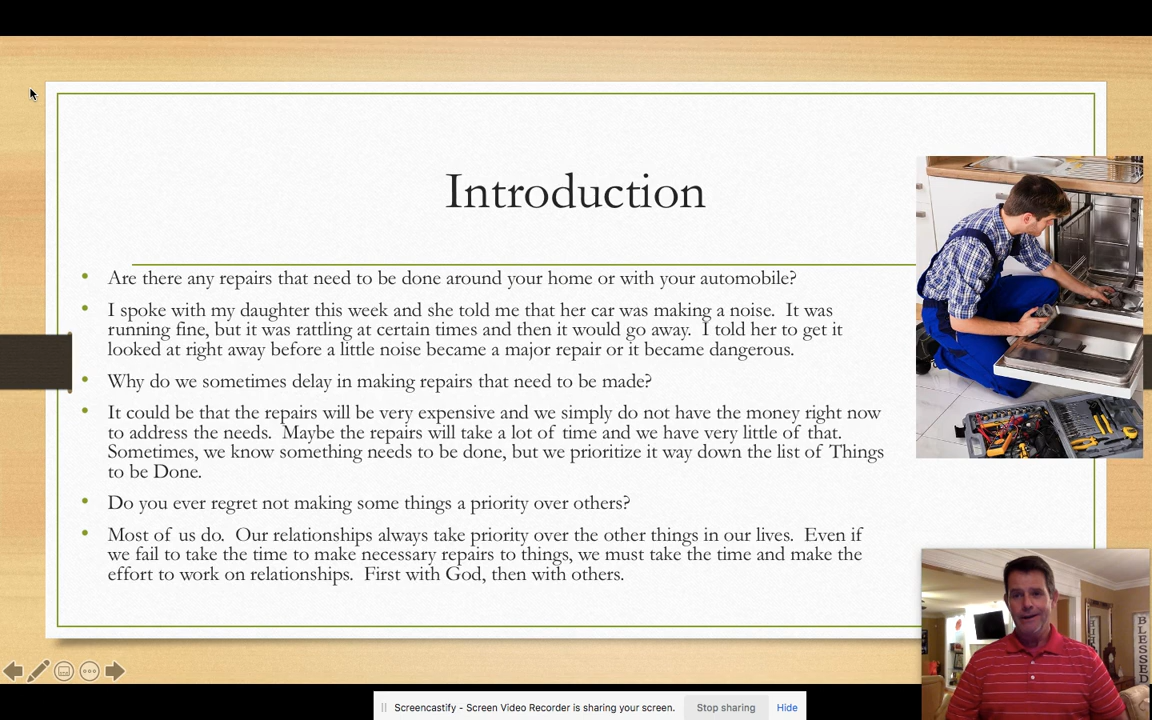 Introduction
Are there any repairs that need to be done around your home or with your automobile?
I spoke with my daughter this week and she told me that her car was making a noise. It was
running fine, but it was rattling at certain times and then it would go away. I told her to get it
looked at right away before a little noise became a major repair or it became dangerous.
Why do we sometimes delay in making repairs that need to be made?
It could be that the repairs will be very expensive and we simply do not have the money right now
to address the needs. Maybe the repairs will take a lot of time and we have very little of that.
Sometimes, we know something needs to be done, but we prioritize it way down the list of Things
to be Done.
Do you ever regret not making some things a priority over others?
Most of us do. Our relationships always take priority over the other things in our lives. Even if
we fail to take the time to make necessary repairs to things, we must take the time and make the
effort to work on relationships. First with God, then with others.
BLESSED
Screencastify - Screen Video Recorder is sharing your screen.
Stop sharing
Hide